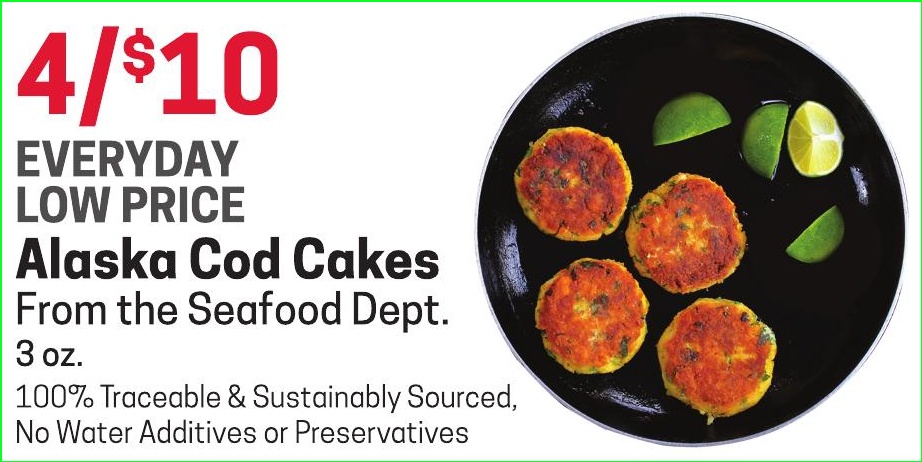 4/$10
EVERYDAY
LOW PRICE
Alaska Cod Cakes
From the Seafood Dept.
3 oz.
100% Traceable & Sustainably Sourced,
No Water Additives or Preservatives